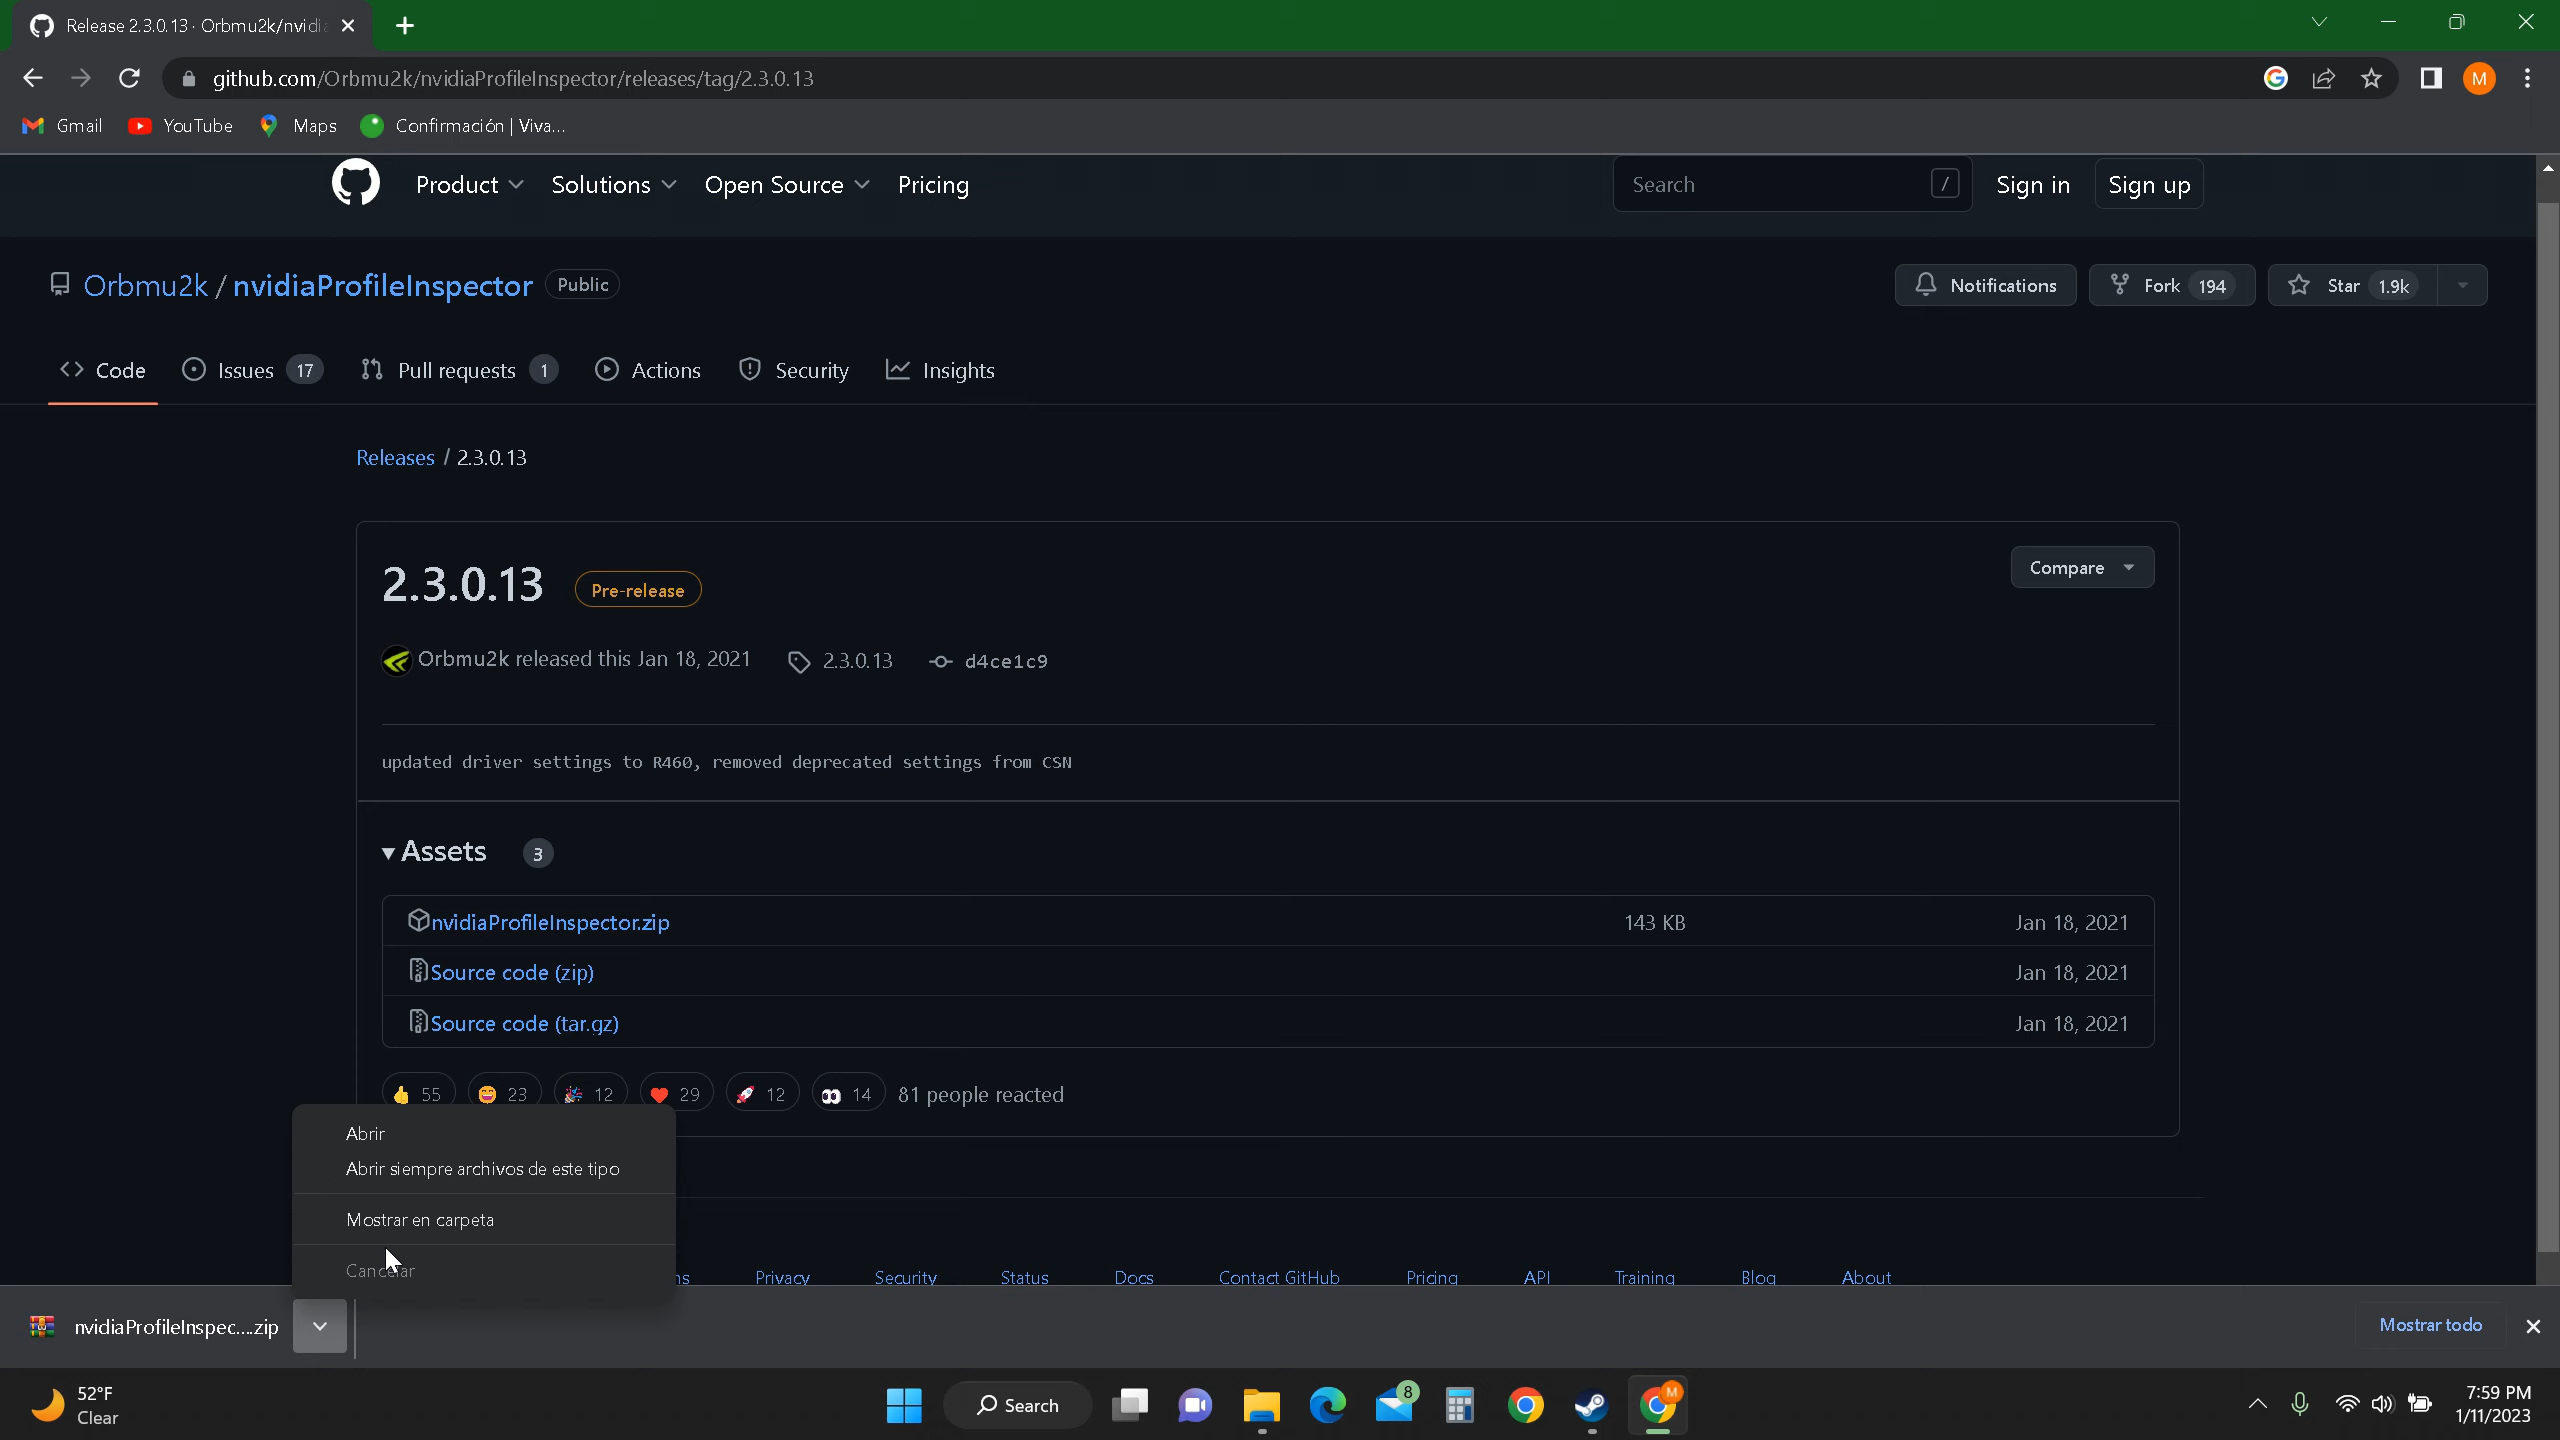 Release 2.3.0.13 · Orbmu2k/nvidi
github.com/Orbmu2k/nvidiaProfileInspector/releases/tag/2.3.0.13
M
Gmail YouTube Maps Confirmación | Viva...
Product Solutions Open Source Pricing
Search / Sign in Sign up
Orbmu2k / nvidiaProfileInspector Public
Notifications Fork 194 Star 1.9k
Code Issues 17 Pull requests 1 Actions Security Insights
Releases / 2.3.0.13
2.3.0.13 Pre-release Compare
Orbmu2k released this Jan 18, 2021 2.3.0.13 d4ce1c9
updated driver settings to R460, removed deprecated settings from CSN
Assets 3
nvidiaProfileInspector.zip 143 KB Jan 18, 2021
Source code (zip) Jan 18, 2021
Source code (tar.gz) Jan 18, 2021
55 23 12 29 12 14 81 people reacted
Abrir
Abrir siempre archivos de este tipo
Mostrar en carpeta
Cancelar
ns Privacy Security Status Docs Contact GitHub Pricing API Training Blog About
nvidiaProfileInspec....zip Mostrar todo
52°F
Clear
Search
8
M
7:59 PM
1/11/2023